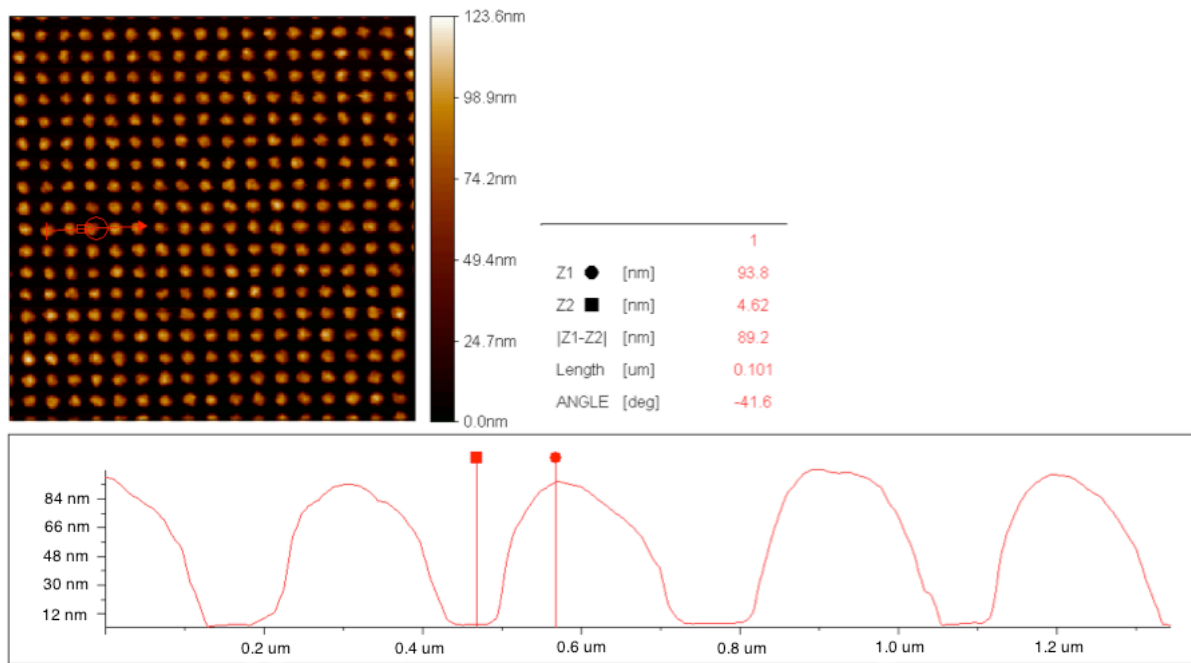 123.6nm
98.9nm
74.2nm
49.4nm
24.7nm
0.0nm
1
Z1 [nm] 93.8
Z2 [nm] 4.62
|Z1-Z2| [nm] 89.2
Length [um] 0.101
ANGLE [deg] -41.6
84 nm
66 nm
48 nm
30 nm
12 nm
0.2 um 0.4 um 0.6 um 0.8 um 1.0 um 1.2 um